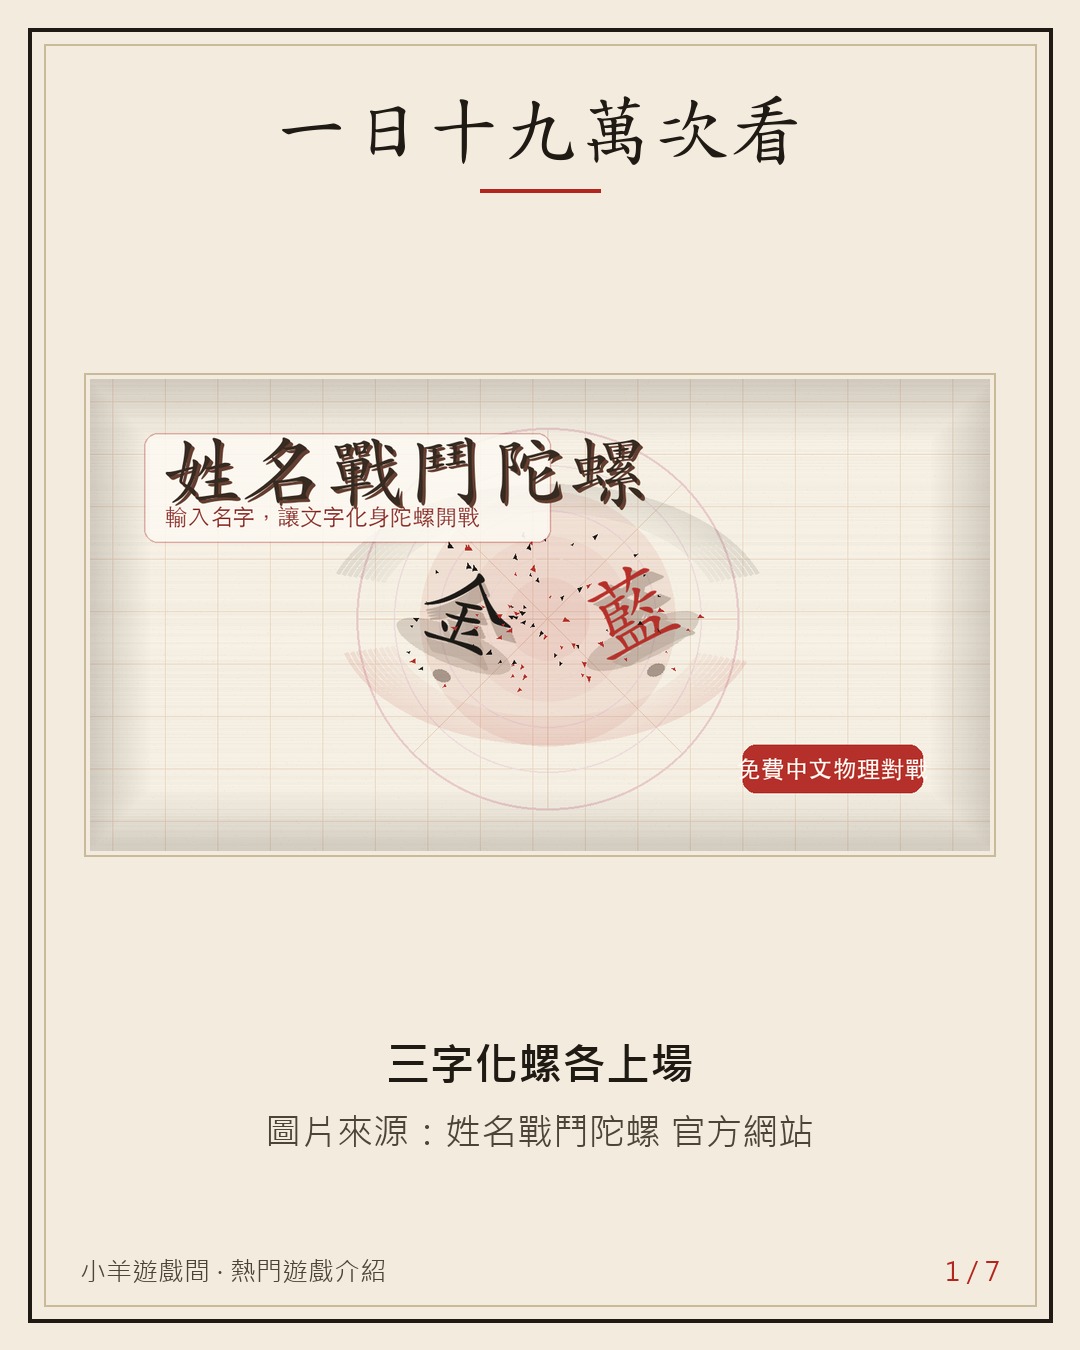 一日十九萬次看
姓名戰鬥陀螺
輸入名字，讓文字化身陀螺開戰
金
藍
免費中文物理對戰
三字化螺各上場
圖片來源：姓名戰鬥陀螺 官方網站
小羊遊戲間·熱門遊戲介紹
1/7